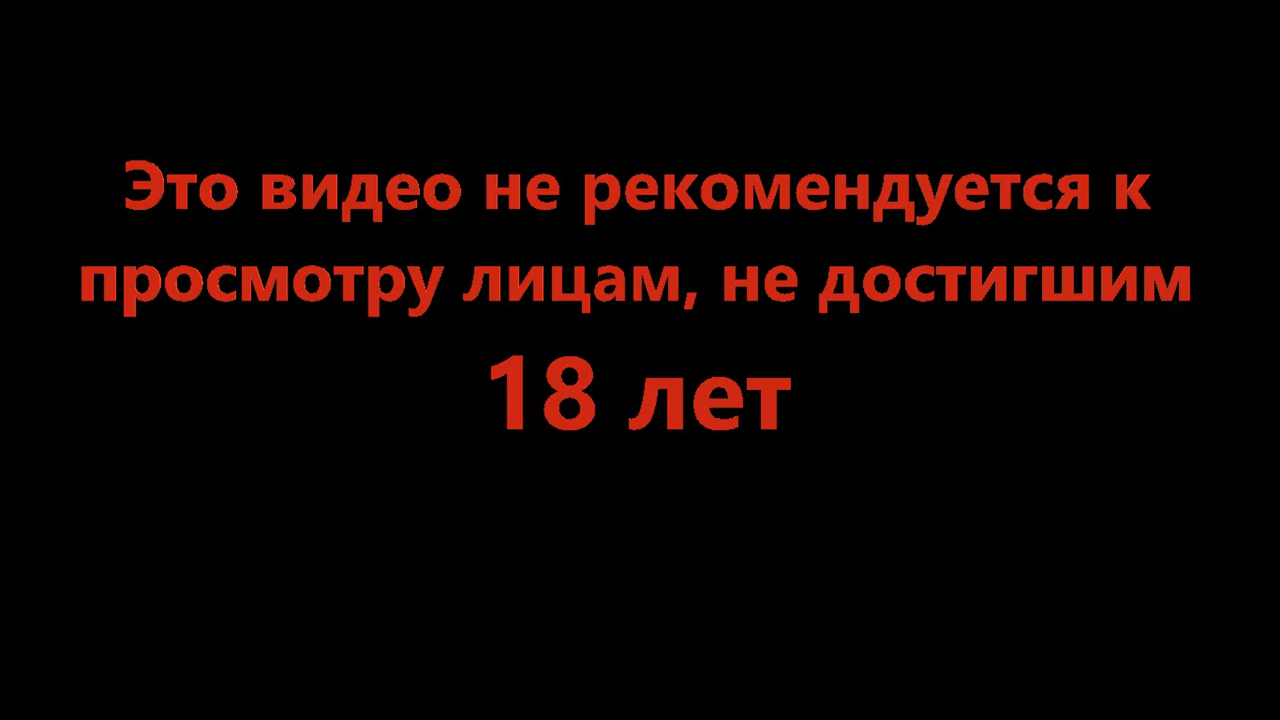 Это видео не рекомендуется к
просмотру лицам, не достигшим
18 лет